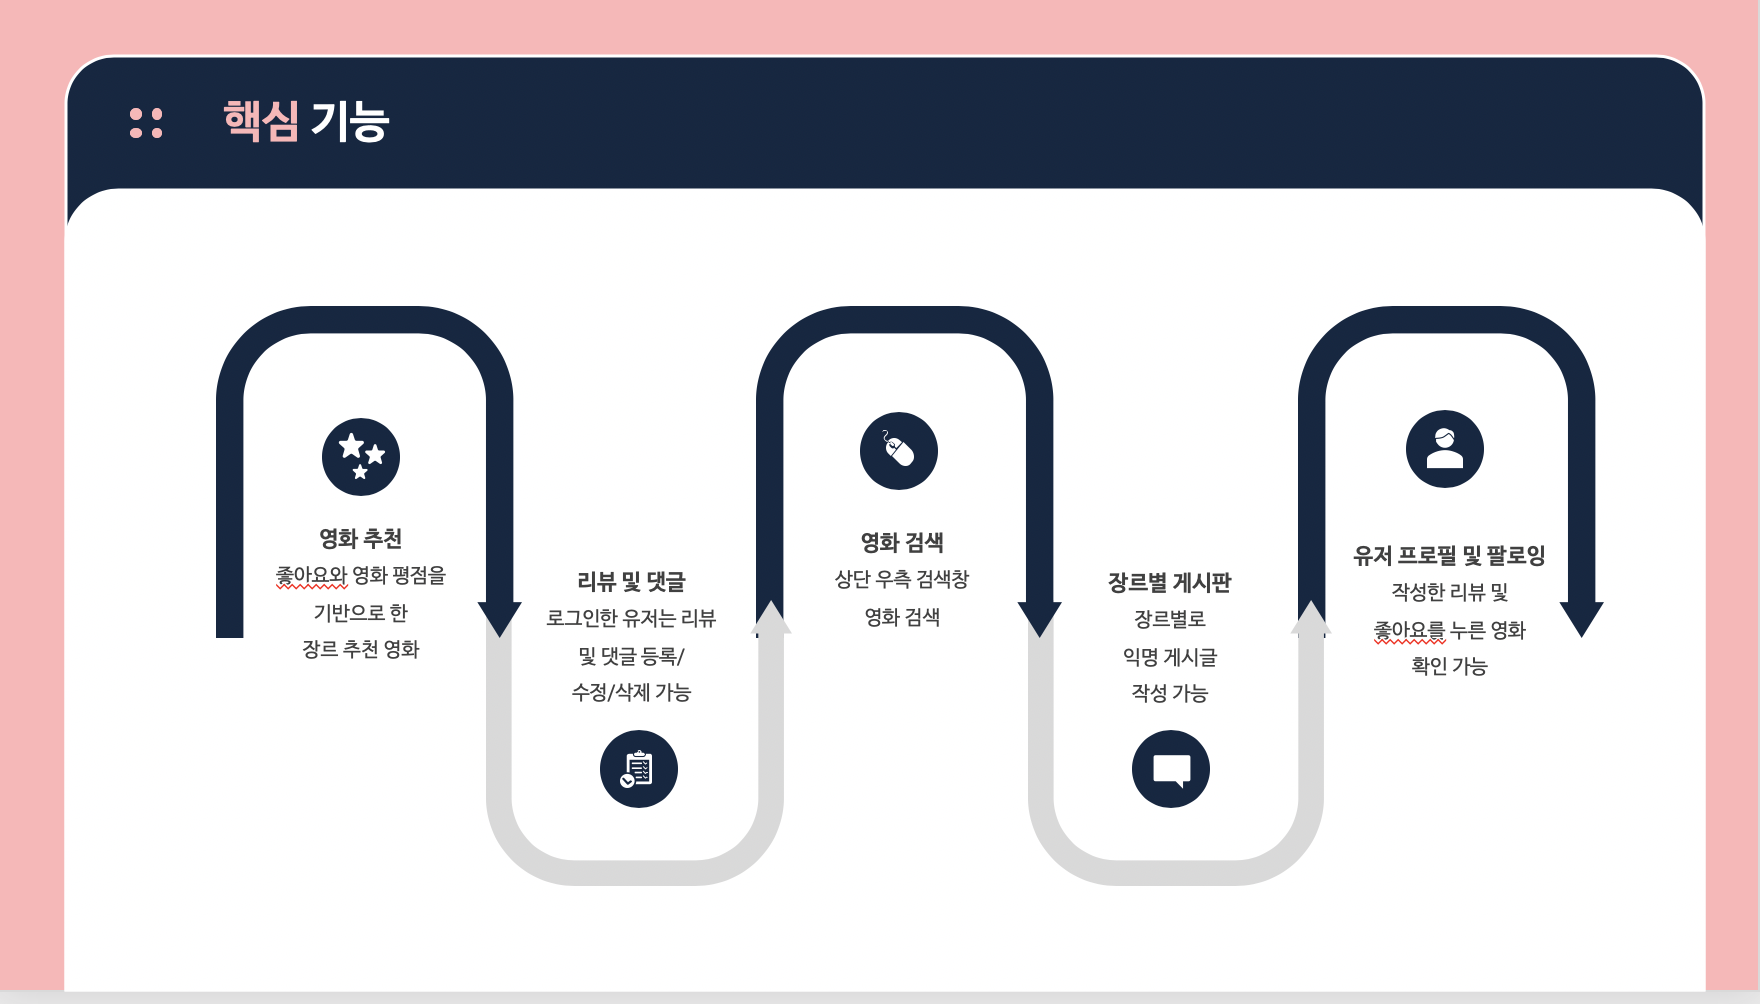 핵심 기능
영화 추천
좋아요와 영화 평점을
기반으로 한
장르 추천 영화
리뷰 및 댓글
로그인한 유저는 리뷰
및 댓글 등록/
수정/삭제 가능
영화 검색
상단 우측 검색창
영화 검색
장르별 게시판
장르별로
익명 게시글
작성 가능
유저 프로필 및 팔로잉
작성한 리뷰 및
좋아요를 누른 영화
확인 가능